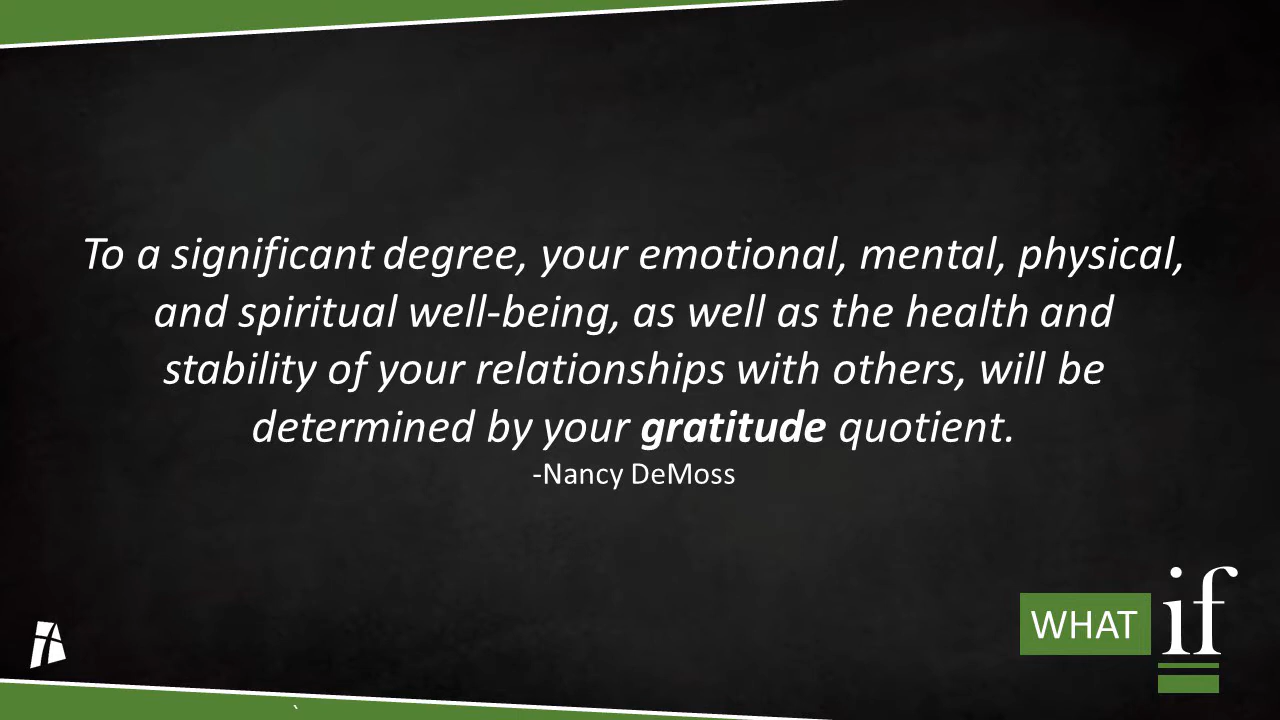 To a significant degree, your emotional, mental, physical,
and spiritual well-being, as well as the health and
stability of your relationships with others, will be
determined by your gratitude quotient.
-Nancy DeMoss
WHAT if
`